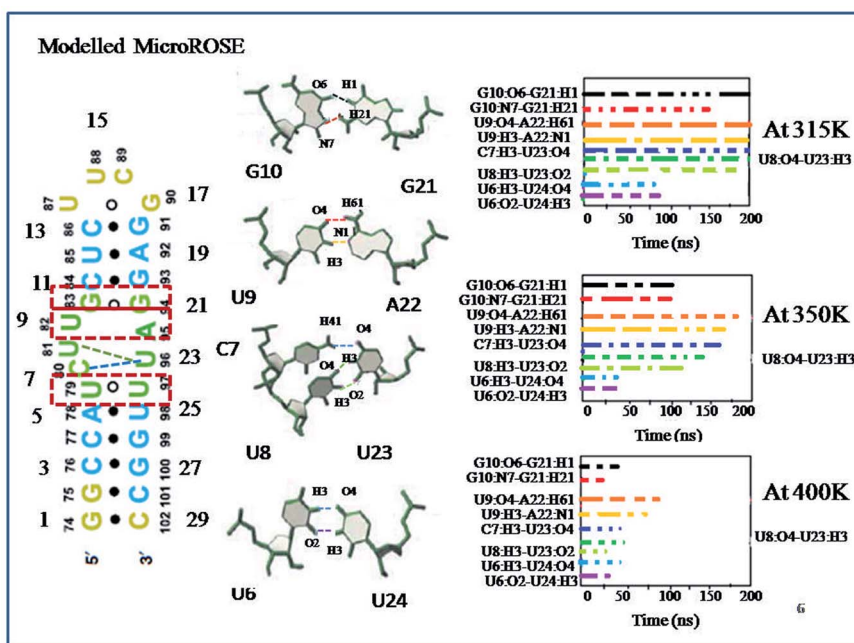 Modelled MicroROSE
15
88
89
U
C
87
U
G
90
17
13
86
C
G
91
85
U
A
92
19
11
84
C
G
93
83
G
G
94
21
9
82
U
A
95
81
U
U
96
23
80
C
7
79
U
U
97
5
78
A
U
98
25
77
C
G
99
3
76
C
G
100
27
75
G
C
101
1
74
G
C
102
29
5'
3'
O6
H1
H21
N7
G10
G21
O4
H61
N1
H3
U9
A22
C7
H41
O4
O4
H3
H3
O2
U8
U23
H3
O4
O2
H3
U6
U24
G10:O6-G21:H1
G10:N7-G21:H21
U9:O4-A22:H61
U9:H3-A22:N1
C7:H3-U23:O4
U8:O4-U23:H3
U8:H3-U23:O2
U6:H3-U24:O4
U6:O2-U24:H3
At 315K
0 50 100 150 200
Time (ns)
G10:O6-G21:H1
G10:N7-G21:H21
U9:O4-A22:H61
U9:H3-A22:N1
C7:H3-U23:O4
U8:O4-U23:H3
U8:H3-U23:O2
U6:H3-U24:O4
U6:O2-U24:H3
At 350K
0 50 100 150 200
Time (ns)
G10:O6-G21:H1
G10:N7-G21:H21
U9:O4-A22:H61
U9:H3-A22:N1
C7:H3-U23:O4
U8:O4-U23:H3
U8:H3-U23:O2
U6:H3-U24:O4
U6:O2-U24:H3
At 400K
0 50 100 150 200
Time (ns)
6